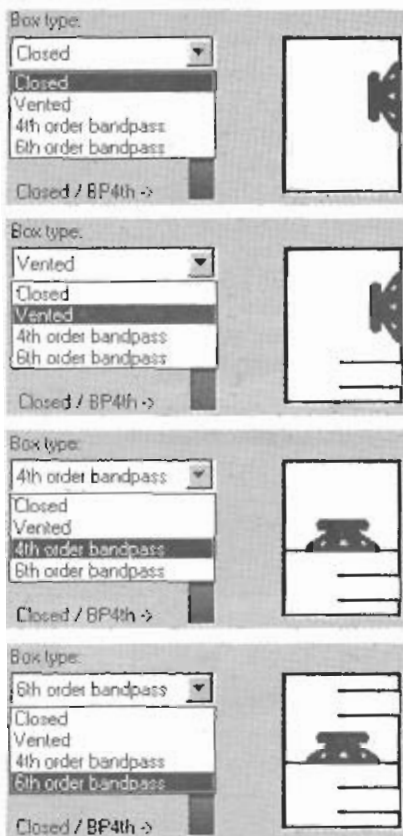 Box type:
Closed
Closed
Vented
4th order bandpass
6th order bandpass
Closed / BP4th ->
Box type:
Vented
Closed
Vented
4th order bandpass
6th order bandpass
Closed / BP4th ->
Box type:
4th order bandpass
Closed
Vented
4th order bandpass
6th order bandpass
Closed / BP4th ->
Box type:
6th order bandpass
Closed
Vented
4th order bandpass
6th order bandpass
Closed / BP4th ->